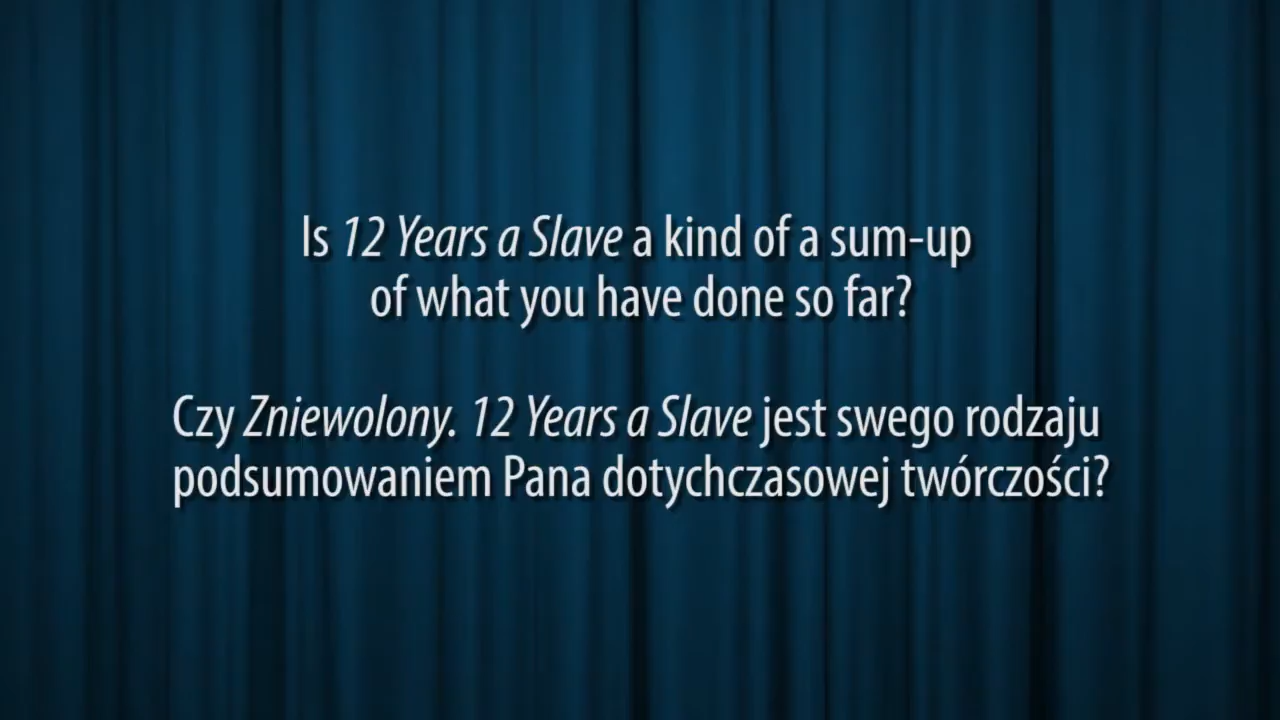 Is 12 Years a Slave a kind of a sum-up
of what you have done so far?
Czy Zniewolony. 12 Years a Slave jest swego rodzaju
podsumowaniem Pana dotychczasowej twórczości?